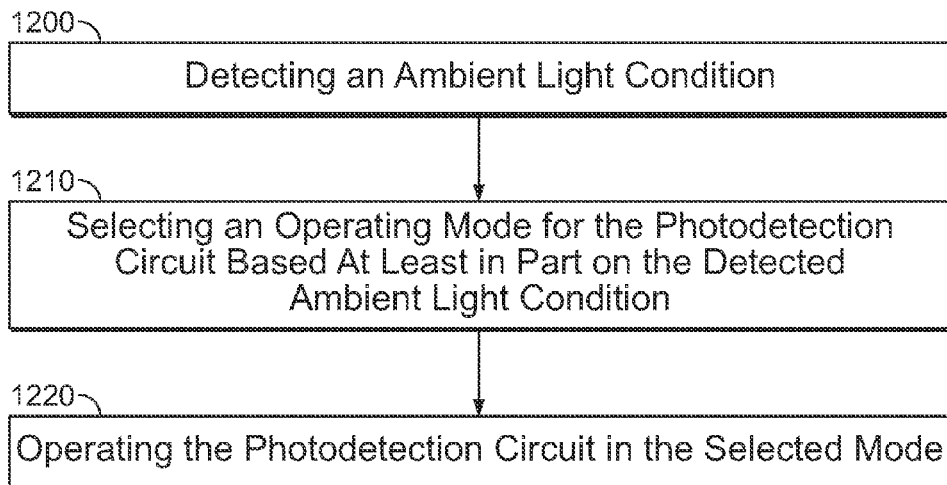 1200
Detecting an Ambient Light Condition
1210
Selecting an Operating Mode for the Photodetection
Circuit Based At Least in Part on the Detected
Ambient Light Condition
1220
Operating the Photodetection Circuit in the Selected Mode